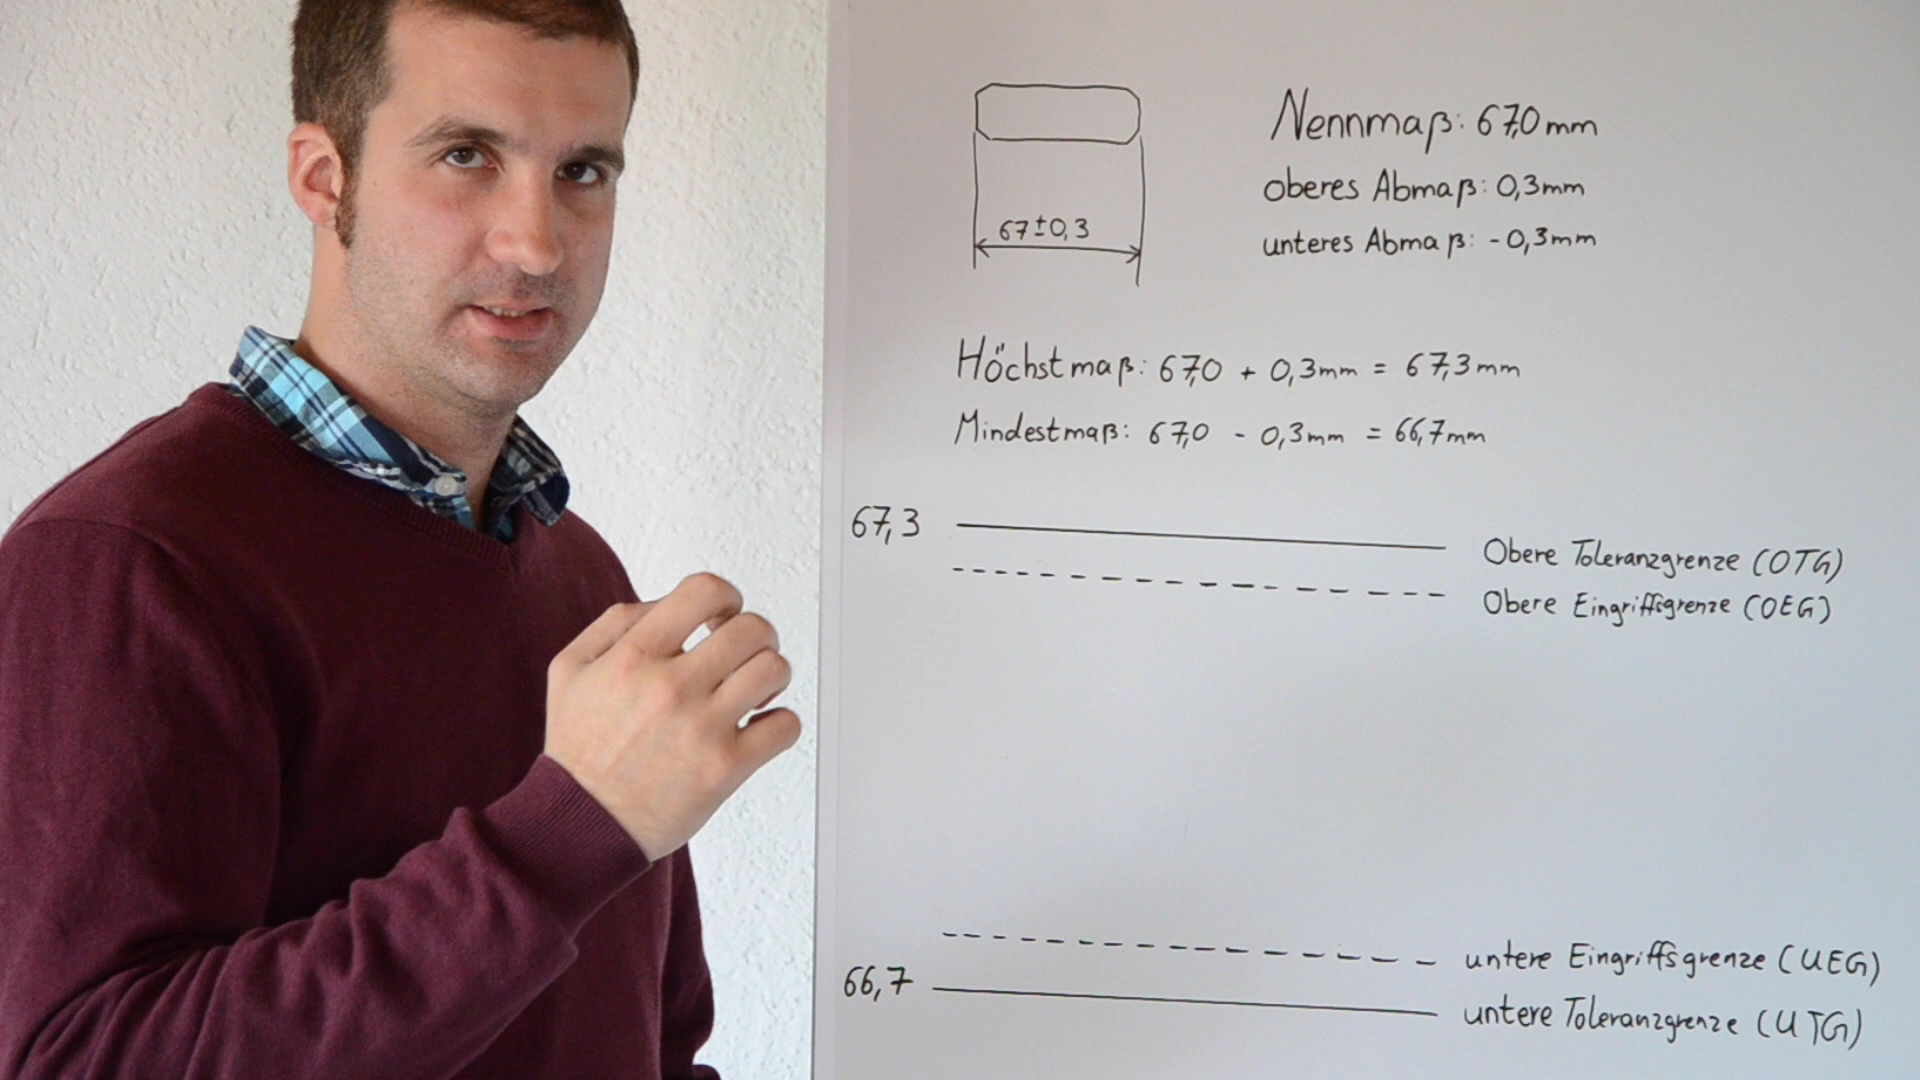 Nennmaß: 67,0 mm
oberes Abmaß: 0,3mm
67±0,3
unteres Abmaß: -0,3mm
Höchstmaß: 67,0 + 0,3mm = 67,3mm
Mindestmaß: 67,0 - 0,3mm = 66,7mm
67,3
Obere Toleranzgrenze (OTG)
Obere Eingriffsgrenze (OEG)
untere Eingriffsgrenze (UEG)
66,7
untere Toleranzgrenze (UTG)